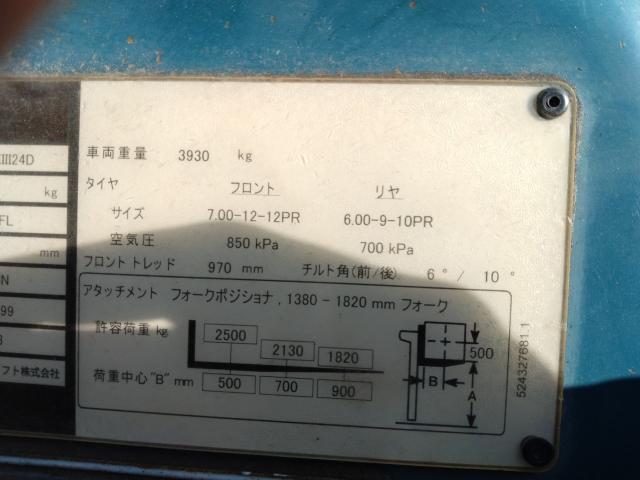 III24D
kg
FL
mm
N
99
3
フト株式会社
車両重量 3930 kg
タイヤ フロント リヤ
サイズ 7.00-12-12PR 6.00-9-10PR
空気圧 850 kPa 700 kPa
フロント トレッド 970 mm チルト角(前/後) 6° / 10°
アタッチメント フォークポジショナ, 1380 - 1820 mm フォーク
許容荷重 kg 2500 2130 1820
荷重中心 "B" mm 500 700 900
500
B
A
524327681.1